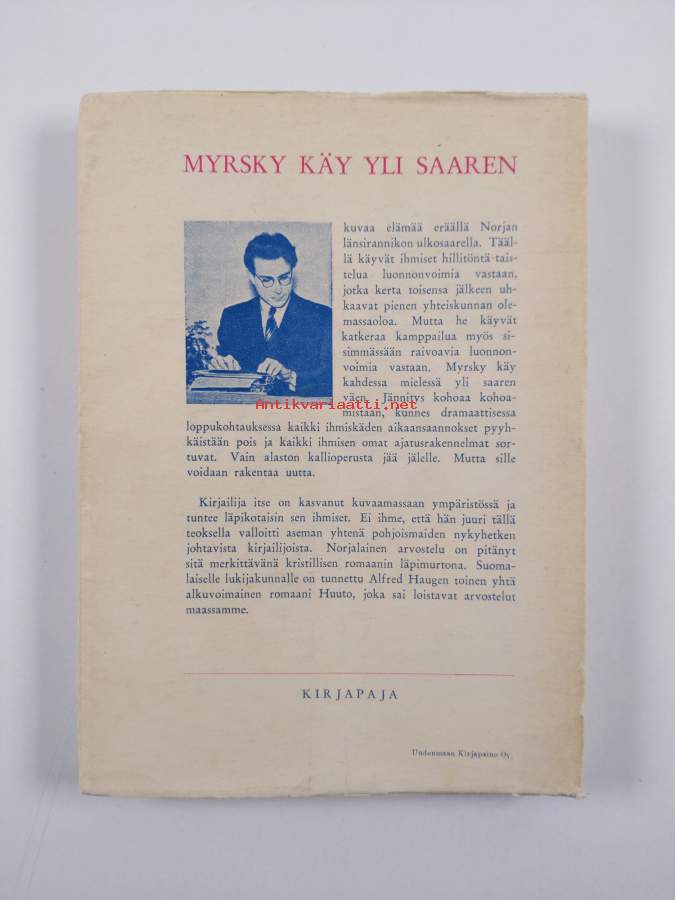 MYRSKY KÄY YLI SAAREN
kuvaa elämää eräällä Norjan
länsirannikon ulkosaarella. Tääl-
lä käyvät ihmiset hillitöntä tais-
telua luonnonvoimia vastaan,
jotka kerta toisensa jälkeen uh-
kaavat pienen yhteiskunnan ole-
massaoloa. Mutta he käyvät
katkeraa kamppailua myös si-
simmässään raivoavia luonnon-
voimia vastaan. Myrsky käy
kahdessa mielessä yli saaren
väen. Jännitys kohoaa kohoa-
Antikvariaatti.net
mistaan, kunnes dramaattisessa
loppukohtauksessa kaikki ihmiskäden aikaansaannokset pyyh-
käistään pois ja kaikki ihmisen omat ajatusrakennelmat sor-
tuvat. Vain alaston kallioperusta jää jälelle. Mutta sille
voidaan rakentaa uutta.
Kirjailija itse on kasvanut kuvaamassaan ympäristössä ja
tuntee läpikotaisin sen ihmiset. Ei ihme, että hän juuri tällä
teoksella valloitti aseman yhtenä pohjoismaiden nykyhetken
johtavista kirjailijoista. Norjalainen arvostelu on pitänyt
sitä merkittävänä kristillisen romaanin läpimurtona. Suoma-
laiselle lukijakunnalle on tunnettu Alfred Haugen toinen yhtä
alkuvoimainen romaani Huuto, joka sai loistavat arvostelut
maassamme.
KIRJAPAJA
Uudenmaan Kirjapaino Oy